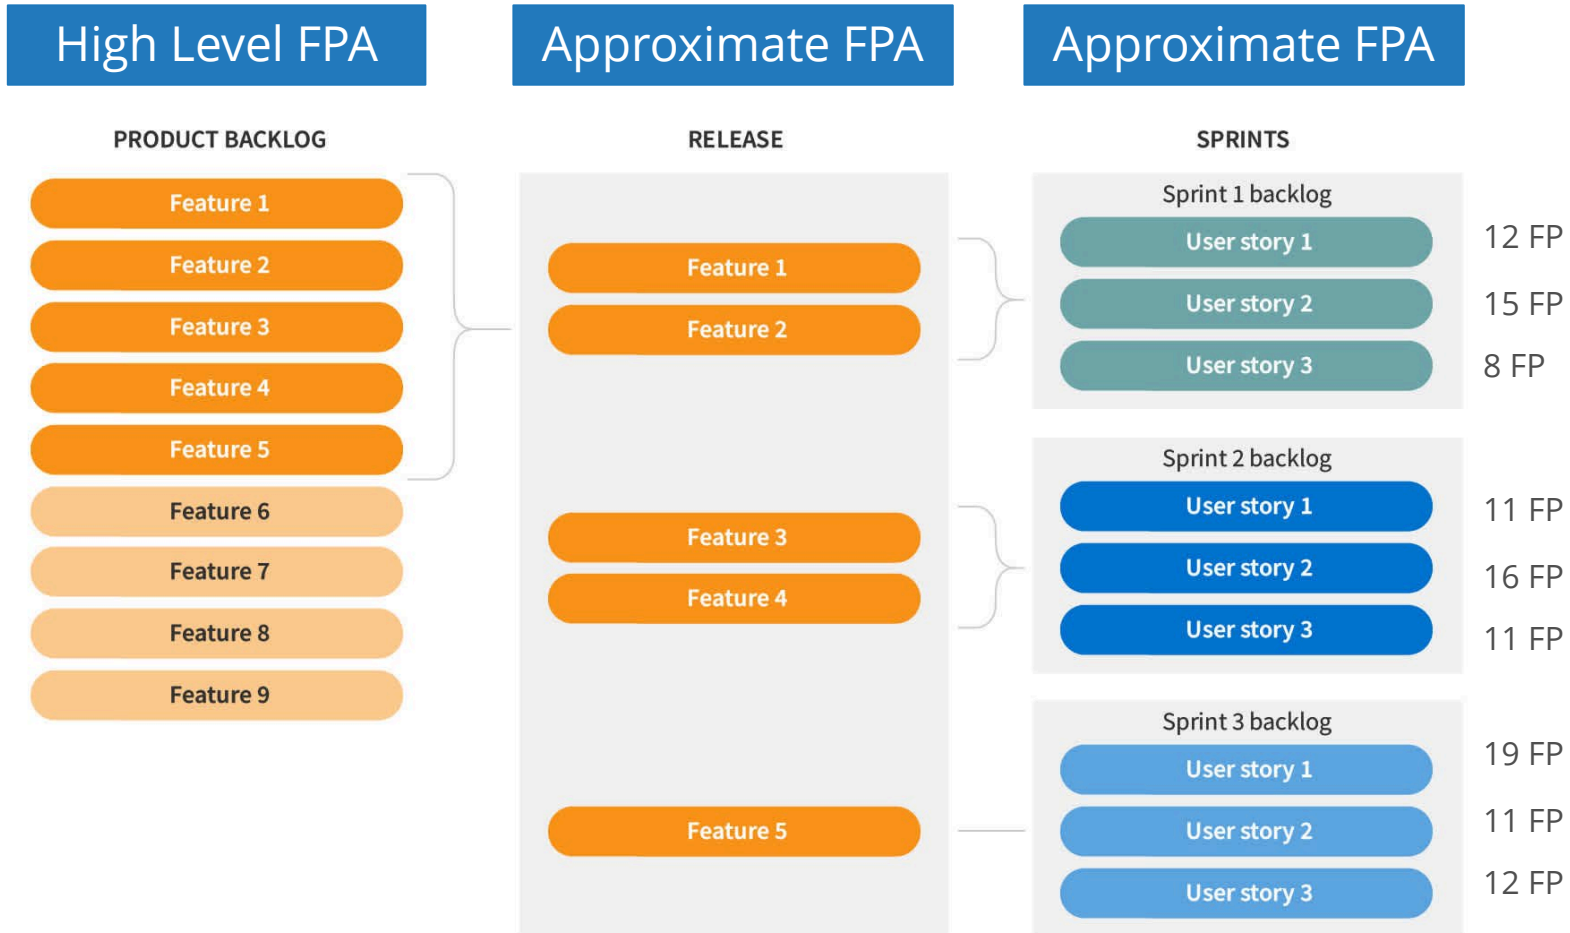 High Level FPA
Approximate FPA
Approximate FPA
PRODUCT BACKLOG
Feature 1
Feature 2
Feature 3
Feature 4
Feature 5
Feature 6
Feature 7
Feature 8
Feature 9
RELEASE
Feature 1
Feature 2
Feature 3
Feature 4
Feature 5
SPRINTS
Sprint 1 backlog
User story 1
12 FP
User story 2
15 FP
User story 3
8 FP
Sprint 2 backlog
User story 1
11 FP
User story 2
16 FP
User story 3
11 FP
Sprint 3 backlog
User story 1
19 FP
User story 2
11 FP
User story 3
12 FP